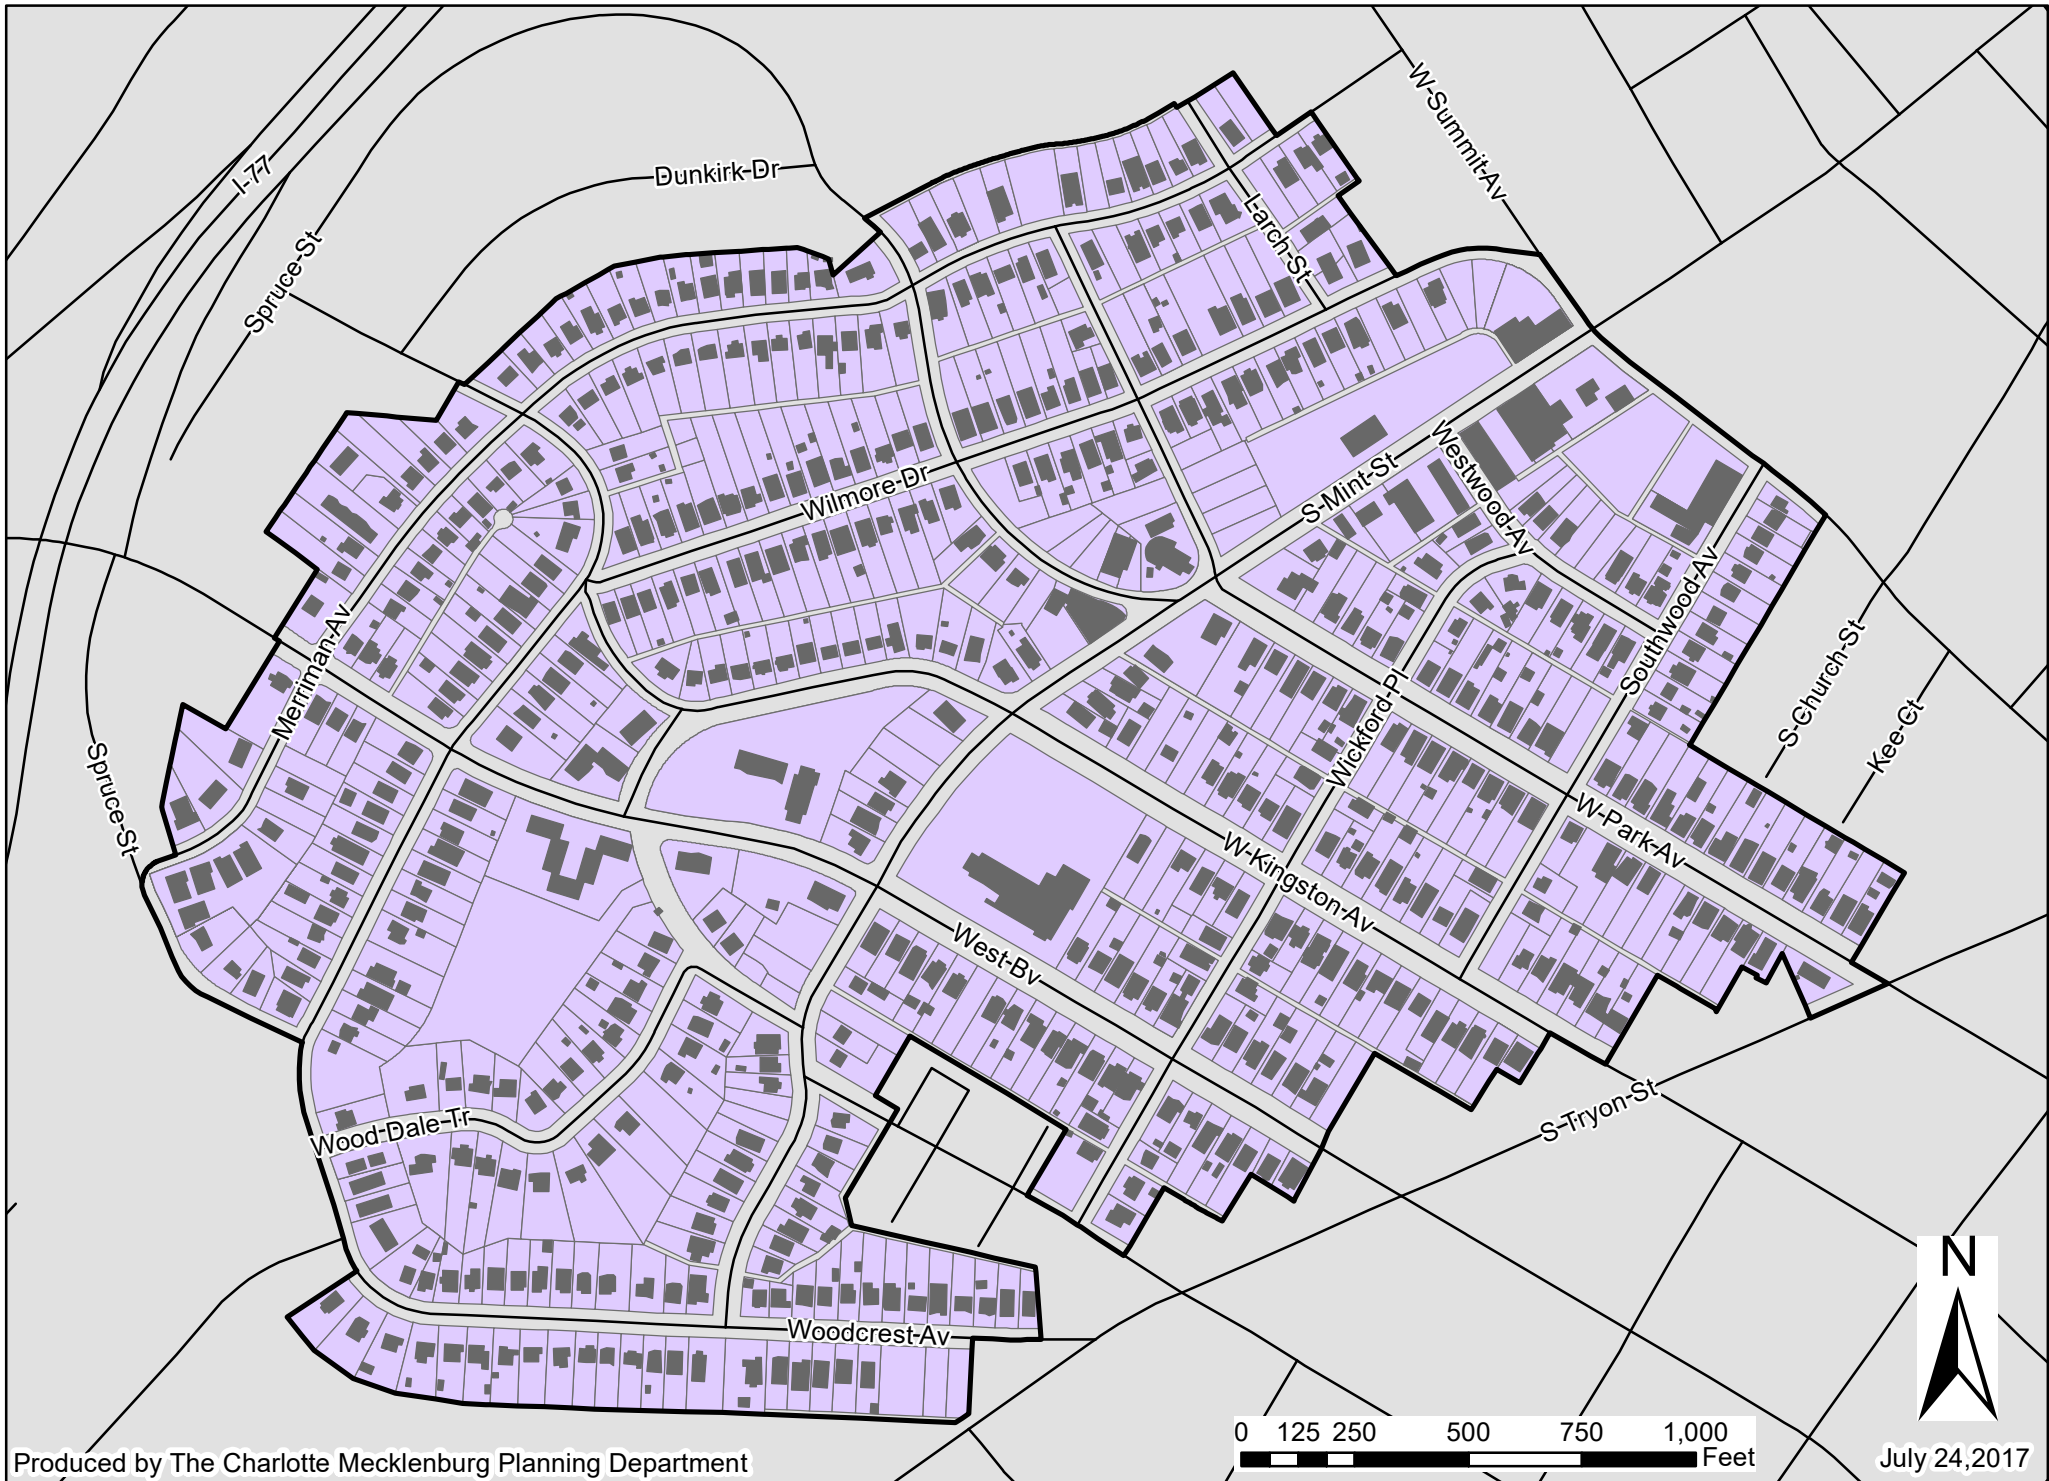 W-Summit-Av
I-77
Dunkirk-Dr
Spruce-St
Larch-St
Westwood-Av
S-Mint-St
Wilmore-Dr
Southwood-Av
Merriman-Av
S-Church-St
Wickford-Pl
Kee-Ct
Spruce-St
W-Park-Av
W-Kingston-Av
West-Bv
S-Tryon-St
Wood-Dale-Tr
Woodcrest-Av
N
0 125 250 500 750 1,000
Feet
Produced by The Charlotte Mecklenburg Planning Department
July 24,2017